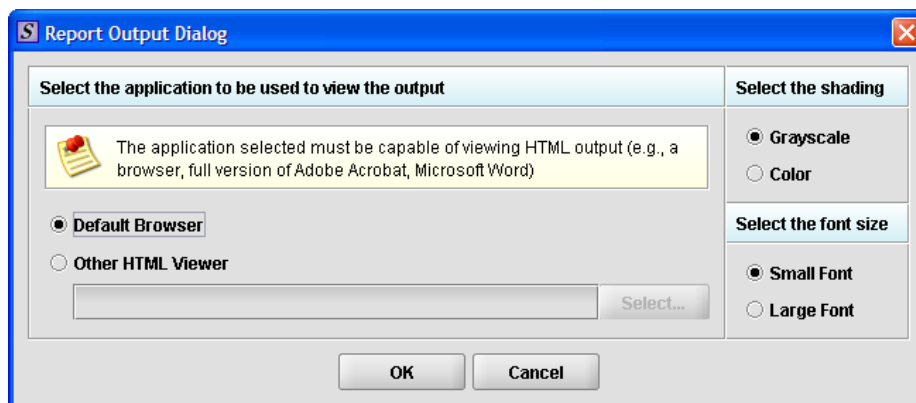 S Report Output Dialog
Select the application to be used to view the output
The application selected must be capable of viewing HTML output (e.g., a
browser, full version of Adobe Acrobat, Microsoft Word)
Default Browser
Other HTML Viewer
Select...
Select the shading
Grayscale
Color
Select the font size
Small Font
Large Font
OK
Cancel